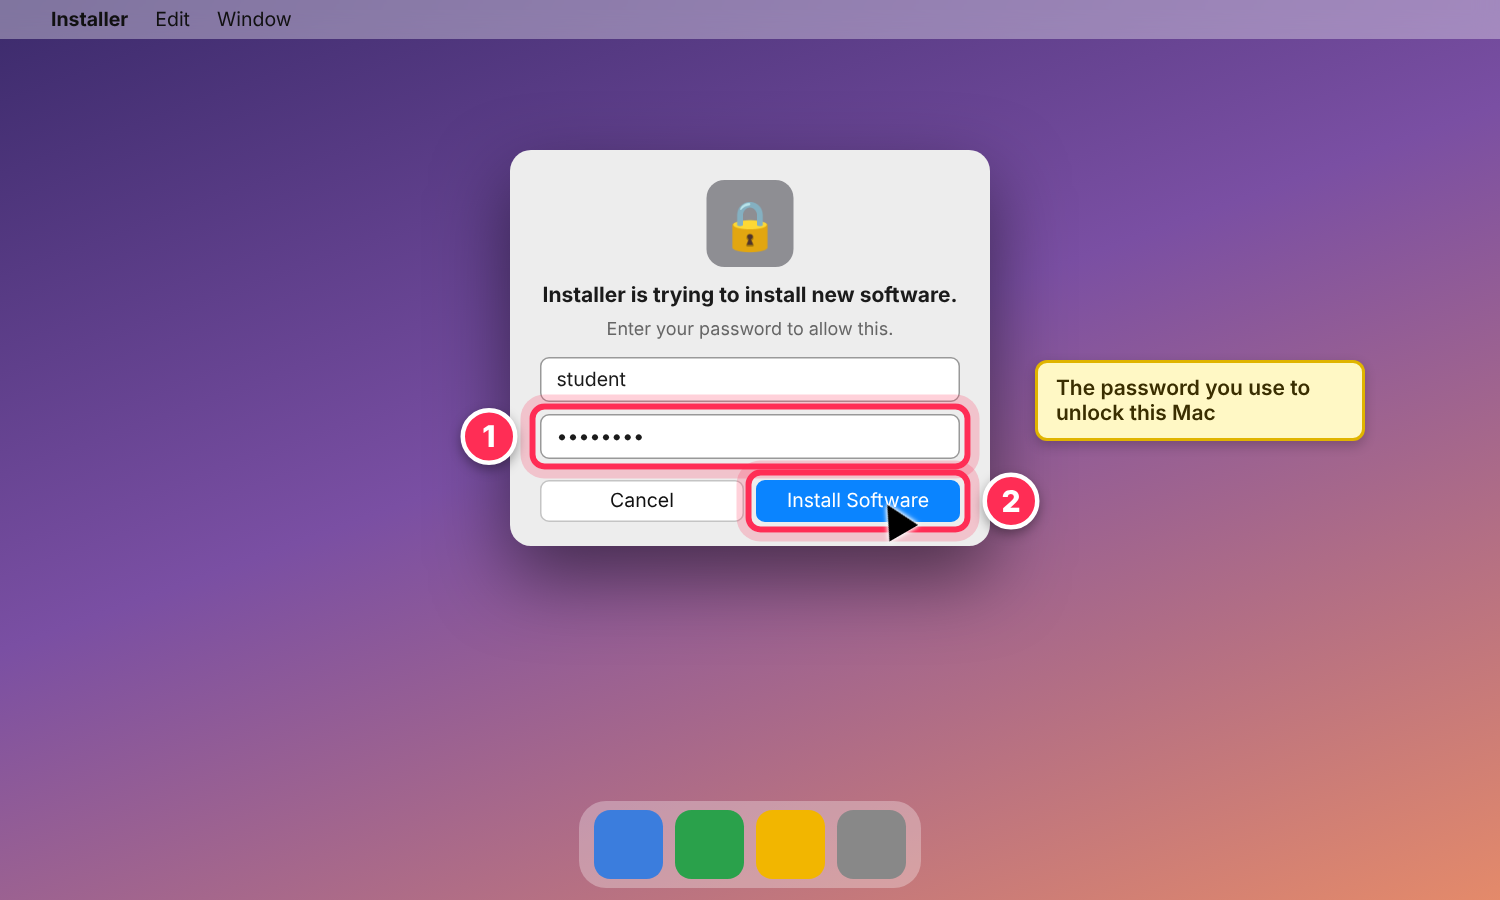 Installer Edit Window
Installer is trying to install new software.
Enter your password to allow this.
student
••••••••
1
The password you use to
unlock this Mac
Cancel
Install Software
2